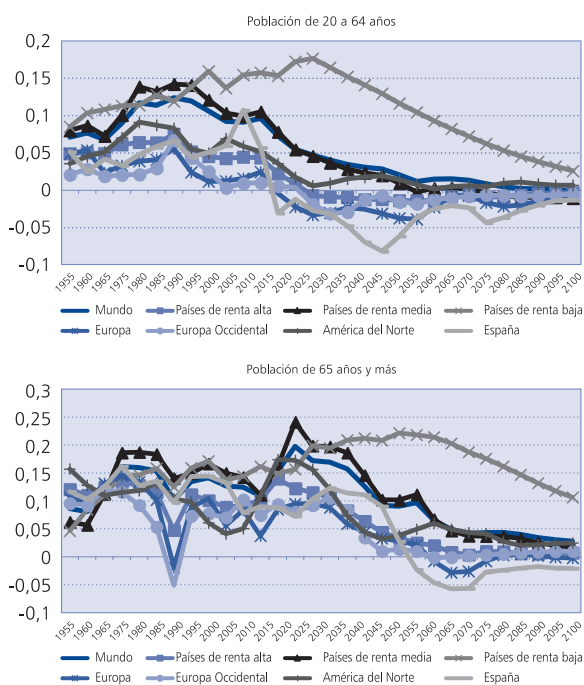 Población de 20 a 64 años
0,2
0,15
0,1
0,05
0
-0,05
-0,1
1955 1960 1965 1970 1975 1980 1985 1990 1995 2000 2005 2010 2015 2020 2025 2030 2035 2040 2045 2050 2055 2060 2065 2070 2075 2080 2085 2090 2095 2100
Mundo Países de renta alta Países de renta media Países de renta baja
Europa Europa Occidental América del Norte España
Población de 65 años y más
0,3
0,25
0,2
0,15
0,1
0,05
0
-0,05
-0,1
1955 1960 1965 1970 1975 1980 1985 1990 1995 2000 2005 2010 2015 2020 2025 2030 2035 2040 2045 2050 2055 2060 2065 2070 2075 2080 2085 2090 2095 2100
Mundo Países de renta alta Países de renta media Países de renta baja
Europa Europa Occidental América del Norte España